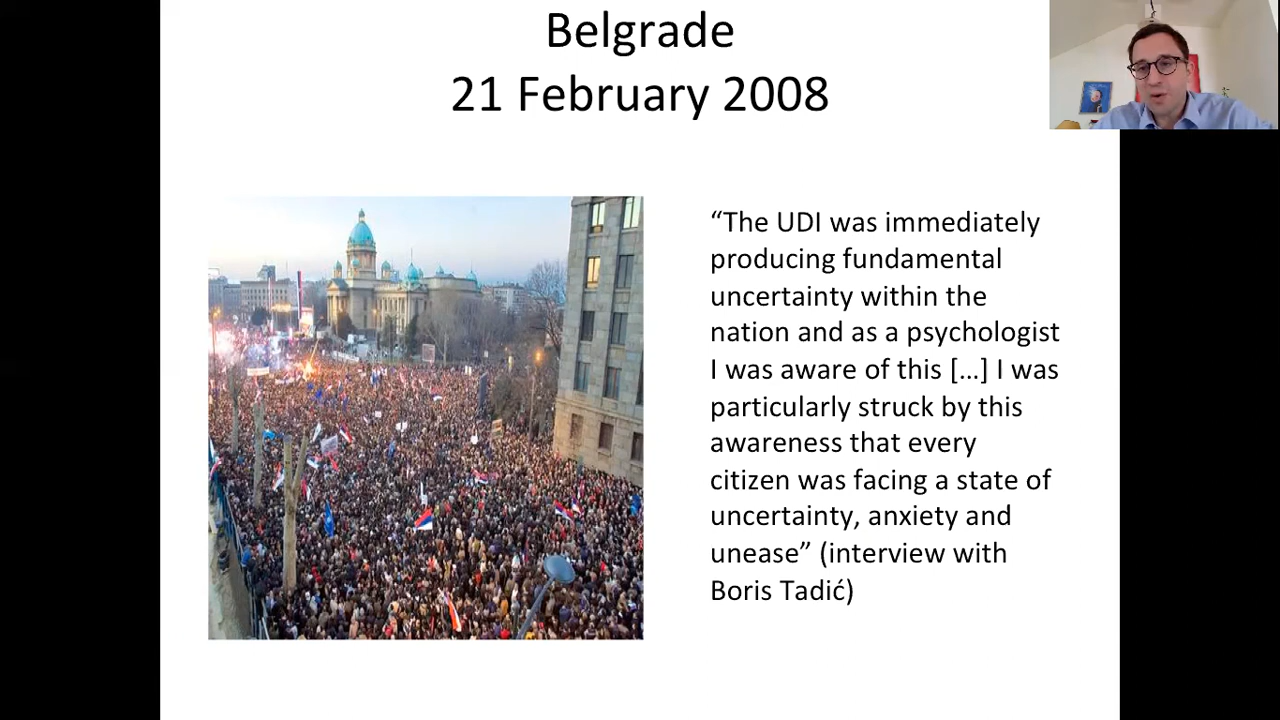 Belgrade
21 February 2008
“The UDI was immediately
producing fundamental
uncertainty within the
nation and as a psychologist
I was aware of this [...] I was
particularly struck by this
awareness that every
citizen was facing a state of
uncertainty, anxiety and
unease” (interview with
Boris Tadić)